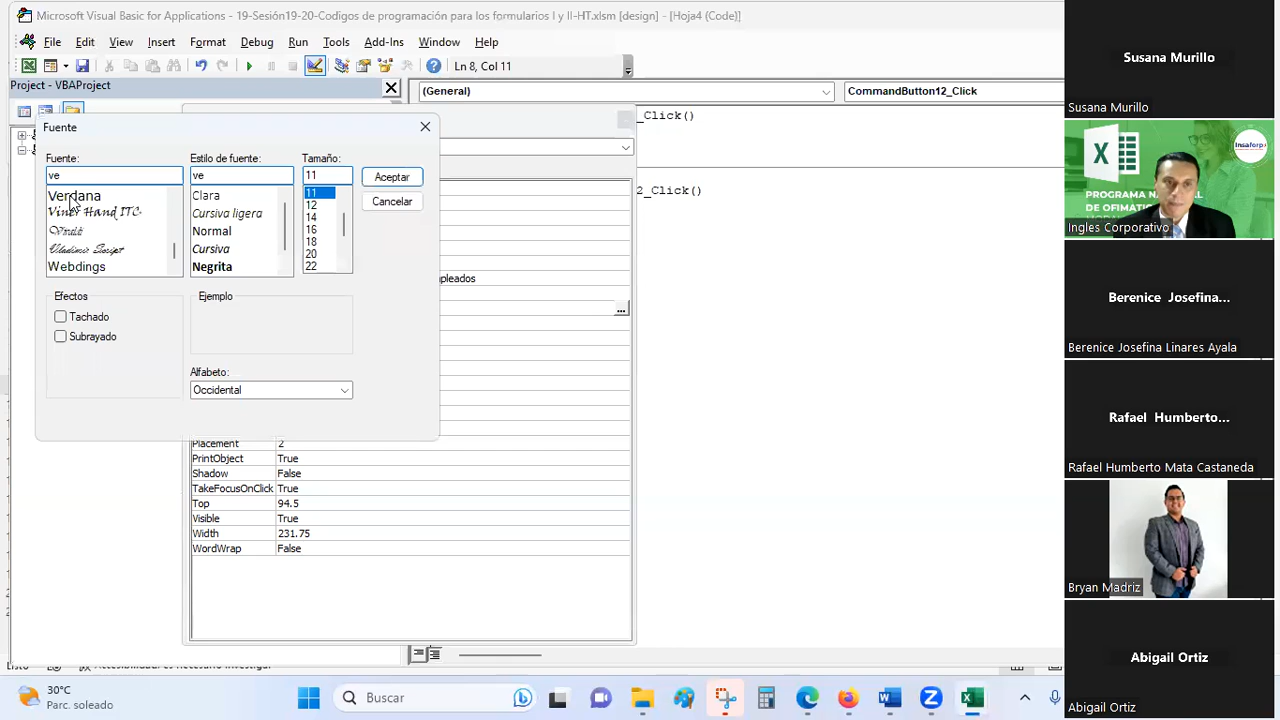 Microsoft Visual Basic for Applications - 19-Sesión19-20-Codigos de programación para los formularios I y II-HT.xlsm [design] - [Hoja4 (Code)]
File Edit View Insert Format Debug Run Tools Add-Ins Window Help
Ln 8, Col 11
Project - VBAProject
(General)
CommandButton12_Click
Fuente
_Click()
Fuente:
Estilo de fuente:
Tamaño:
ve
ve
11
Aceptar
Cancelar
Verdana
Viner Hand ITC
Vivaldi
Vladimir Script
Webdings
Clara
Cursiva ligera
Normal
Cursiva
Negrita
11
12
14
16
18
20
22
2_Click()
pleados
...
Efectos
Tachado
Subrayado
Ejemplo
Alfabeto:
Occidental
Placement 2
PrintObject True
Shadow False
TakeFocusOnClick True
Top 94.5
Visible True
Width 231.75
WordWrap False
30°C
Parc. soleado
Buscar
Susana Murillo
Susana Murillo
X
Insaforp
PROGRAMA NA
DE OFIMATI
Ingles Corporativo
Berenice Josefina...
Berenice Josefina Linares Ayala
Rafael Humberto...
Rafael Humberto Mata Castaneda
Bryan Madriz
Abigail Ortiz
Abigail Ortiz